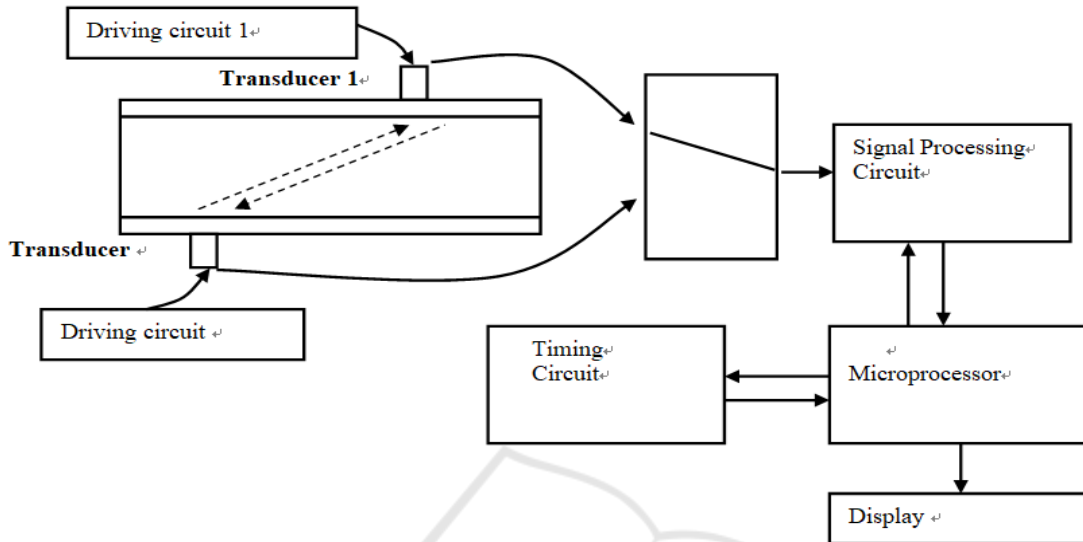 Driving circuit 1↵
Transducer 1↵
Signal Processing↵
Circuit↵
Transducer ↵
Driving circuit ↵
Timing↵
Circuit↵
↵
Microprocessor↵
Display ↵